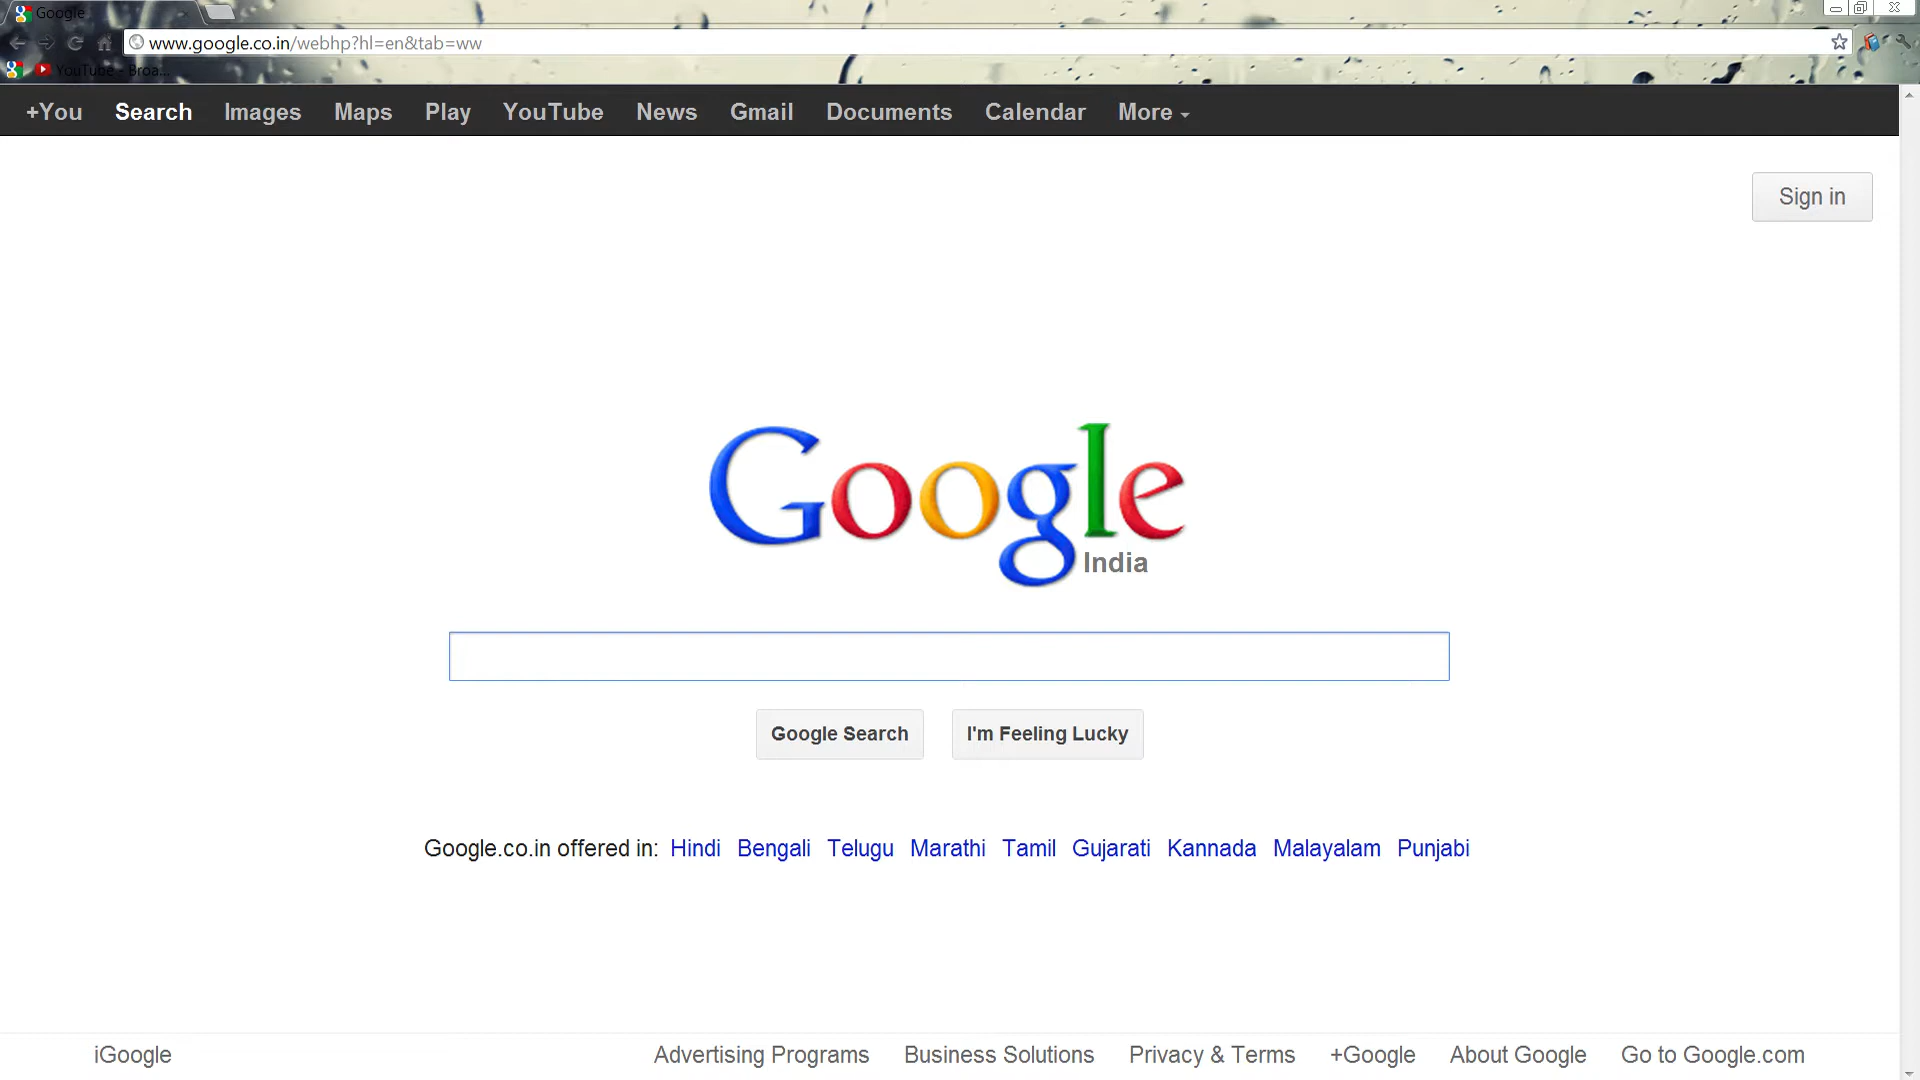 Google
www.google.co.in/webhp?hl=en&tab=ww
YouTube - Broa...
+You Search Images Maps Play YouTube News Gmail Documents Calendar More
Sign in
Google
India
Google Search I'm Feeling Lucky
Google.co.in offered in: Hindi Bengali Telugu Marathi Tamil Gujarati Kannada Malayalam Punjabi
iGoogle Advertising Programs Business Solutions Privacy & Terms +Google About Google Go to Google.com